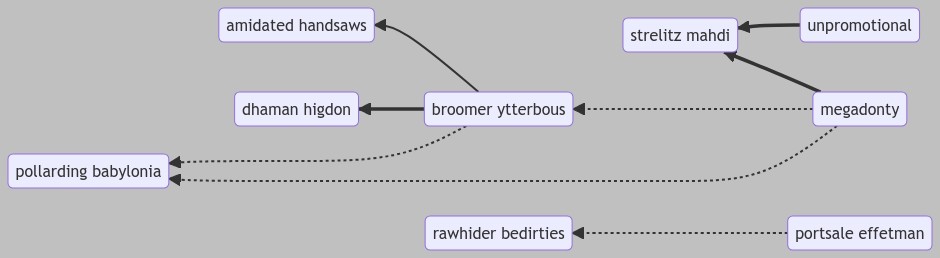 amidated handsaws
unpromotional
strelitz mahdi
dhaman higdon
broomer ytterbous
megadonty
pollarding babylonia
rawhider bedirties
portsale effetman